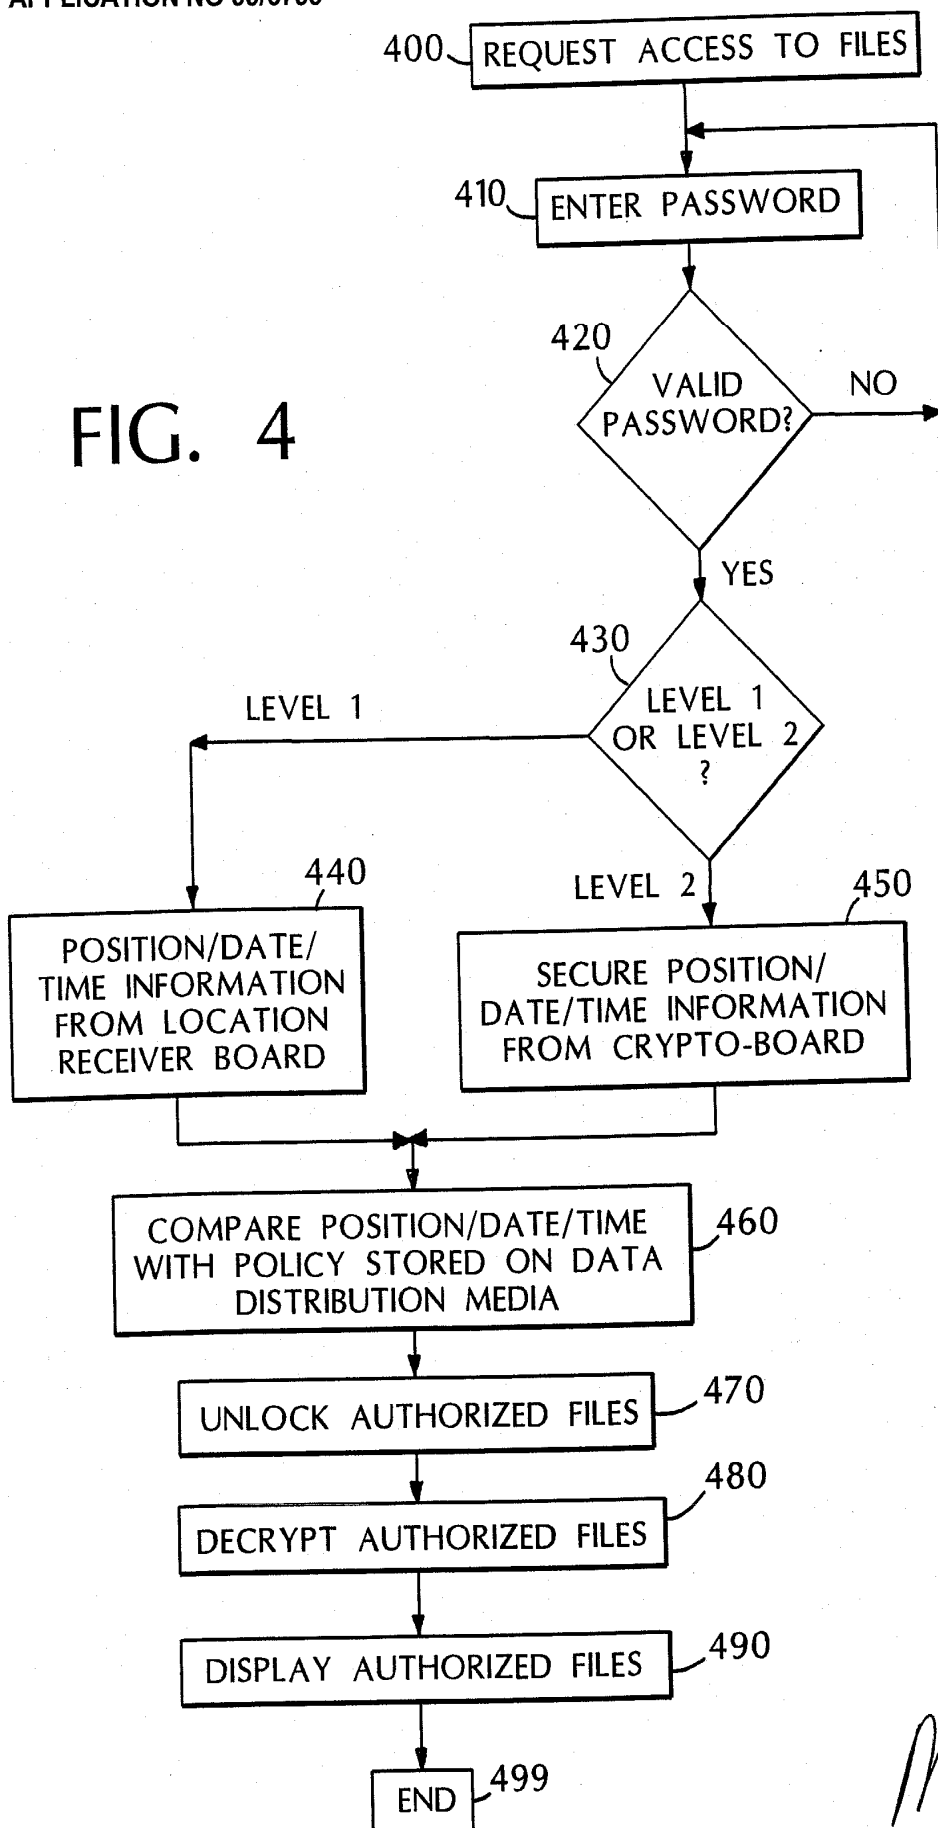 400
REQUEST ACCESS TO FILES
410
ENTER PASSWORD
420
VALID
PASSWORD?
NO
FIG. 4
YES
430
LEVEL 1
OR LEVEL 2
?
LEVEL 1
LEVEL 2
440
POSITION/DATE/
TIME INFORMATION
FROM LOCATION
RECEIVER BOARD
450
SECURE POSITION/
DATE/TIME INFORMATION
FROM CRYPTO-BOARD
COMPARE POSITION/DATE/TIME
WITH POLICY STORED ON DATA
DISTRIBUTION MEDIA
460
UNLOCK AUTHORIZED FILES
470
DECRYPT AUTHORIZED FILES
480
DISPLAY AUTHORIZED FILES
490
END
499